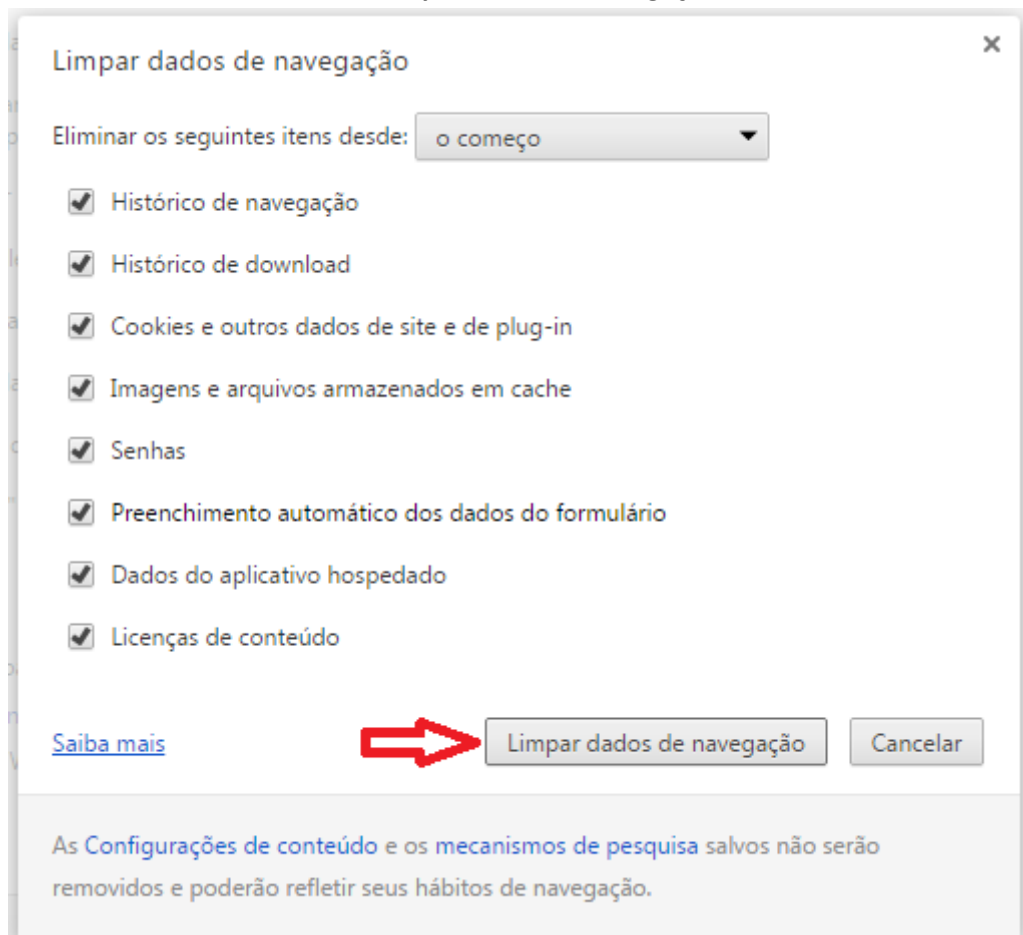 Limpar dados de navegação
Eliminar os seguintes itens desde: o começo
Histórico de navegação
Histórico de download
Cookies e outros dados de site e de plug-in
Imagens e arquivos armazenados em cache
Senhas
Preenchimento automático dos dados do formulário
Dados do aplicativo hospedado
Licenças de conteúdo
Saiba mais Limpar dados de navegação Cancelar
As Configurações de conteúdo e os mecanismos de pesquisa salvos não serão
removidos e poderão refletir seus hábitos de navegação.